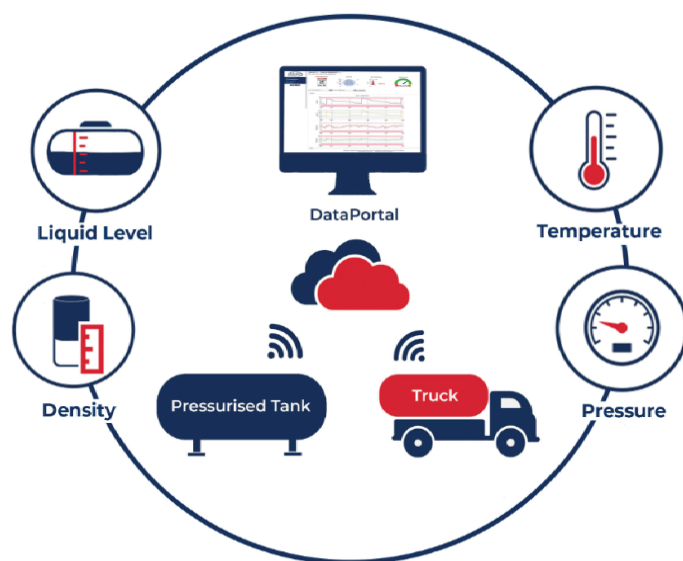 DataPortal
Liquid Level
Temperature
Density
Pressurised Tank
Truck
Pressure